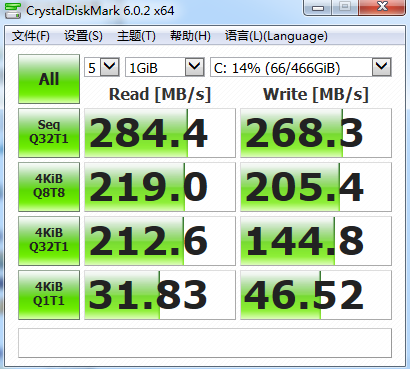 CrystalDiskMark 6.0.2 x64
文件(F) 设置(S) 主题(T) 帮助(H) 语言(L)(Language)
All 5 1GiB C: 14% (66/466GiB)
Read [MB/s] Write [MB/s]
Seq
Q32T1
284.4 268.3
4KiB
Q8T8
219.0 205.4
4KiB
Q32T1
212.6 144.8
4KiB
Q1T1
31.83 46.52